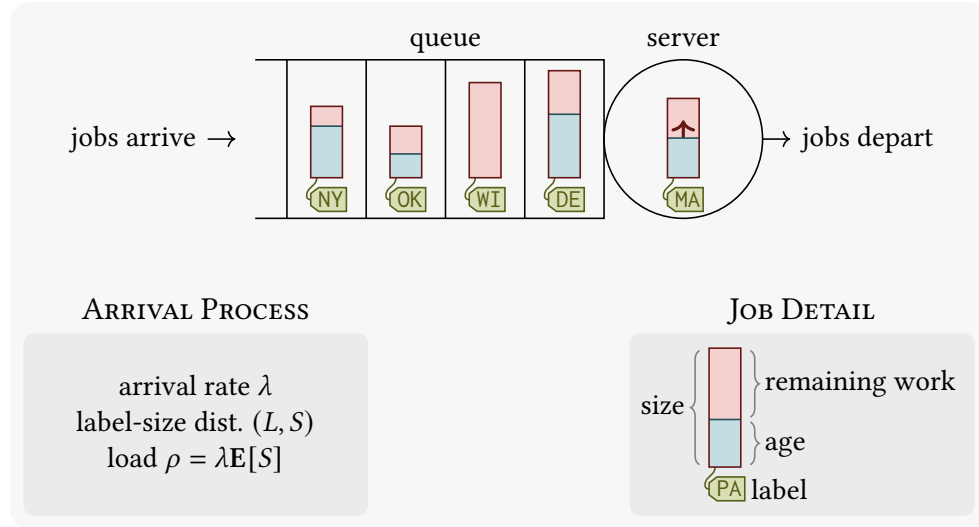 queue
server
jobs arrive →
→ jobs depart
NY
OK
WI
DE
MA
ARRIVAL PROCESS
arrival rate λ
label-size dist. (L, S)
load ρ = λE[S]
JOB DETAIL
size
remaining work
age
PA
label